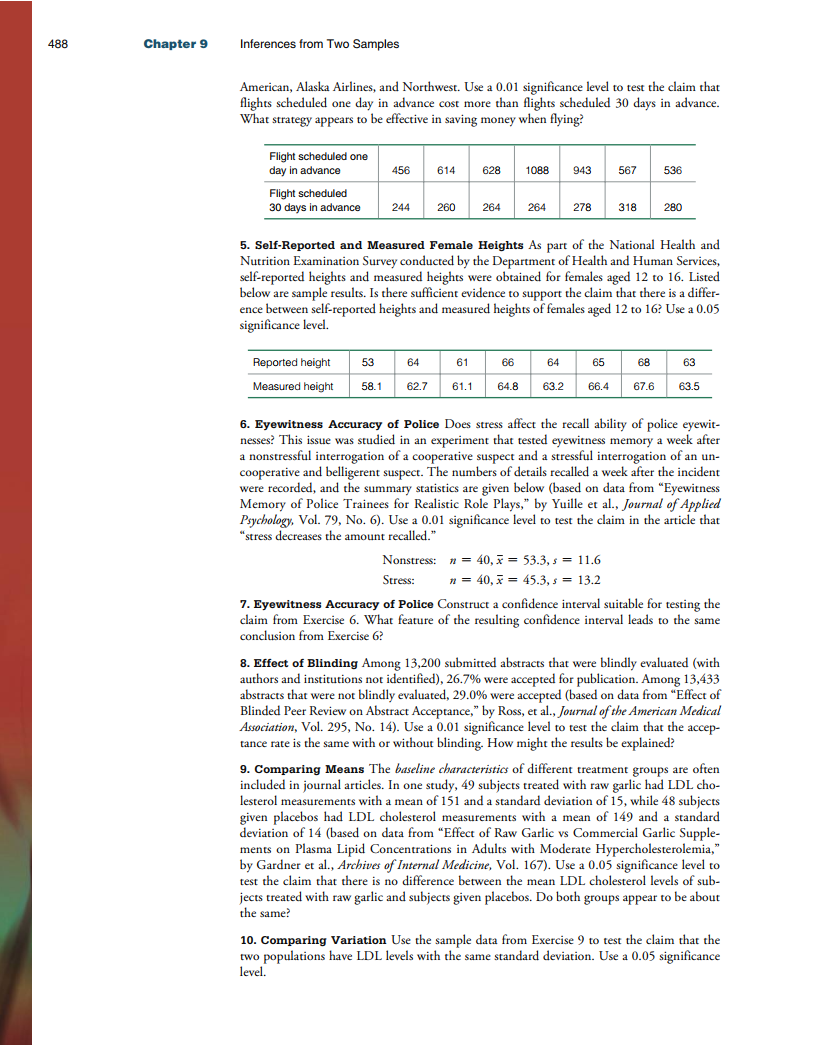 488 Chapter 9 Inferences from Two Samples
American, Alaska Airlines, and Northwest. Use a 0.01 significance level to test the claim that
flights scheduled one day in advance cost more than flights scheduled 30 days in advance.
What strategy appears to be effective in saving money when flying?
Flight scheduled one
day in advance 456 614 628 1088 943 567 536
Flight scheduled
30 days in advance 244 260 264 264 278 318 280
5. Self-Reported and Measured Female Heights As part of the National Health and
Nutrition Examination Survey conducted by the Department of Health and Human Services,
self-reported heights and measured heights were obtained for females aged 12 to 16. Listed
below are sample results. Is there sufficient evidence to support the claim that there is a differ-
ence between self-reported heights and measured heights of females aged 12 to 16? Use a 0.05
significance level.
Reported height 53 64 61 66 64 65 68 63
Measured height 58.1 62.7 61.1 64.8 63.2 66.4 67.6 63.5
6. Eyewitness Accuracy of Police Does stress affect the recall ability of police eyewit-
nesses? This issue was studied in an experiment that tested eyewitness memory a week after
a nonstressful interrogation of a cooperative suspect and a stressful interrogation of an un-
cooperative and belligerent suspect. The numbers of details recalled a week after the incident
were recorded, and the summary statistics are given below (based on data from “Eyewitness
Memory of Police Trainees for Realistic Role Plays,” by Yuille et al., Journal of Applied
Psychology, Vol. 79, No. 6). Use a 0.01 significance level to test the claim in the article that
“stress decreases the amount recalled.”
Nonstress: n = 40, x̄ = 53.3, s = 11.6
Stress: n = 40, x̄ = 45.3, s = 13.2
7. Eyewitness Accuracy of Police Construct a confidence interval suitable for testing the
claim from Exercise 6. What feature of the resulting confidence interval leads to the same
conclusion from Exercise 6?
8. Effect of Blinding Among 13,200 submitted abstracts that were blindly evaluated (with
authors and institutions not identified), 26.7% were accepted for publication. Among 13,433
abstracts that were not blindly evaluated, 29.0% were accepted (based on data from “Effect of
Blinded Peer Review on Abstract Acceptance,” by Ross, et al., Journal of the American Medical
Association, Vol. 295, No. 14). Use a 0.01 significance level to test the claim that the accep-
tance rate is the same with or without blinding. How might the results be explained?
9. Comparing Means The baseline characteristics of different treatment groups are often
included in journal articles. In one study, 49 subjects treated with raw garlic had LDL cho-
lesterol measurements with a mean of 151 and a standard deviation of 15, while 48 subjects
given placebos had LDL cholesterol measurements with a mean of 149 and a standard
deviation of 14 (based on data from “Effect of Raw Garlic vs Commercial Garlic Supple-
ments on Plasma Lipid Concentrations in Adults with Moderate Hypercholesterolemia,”
by Gardner et al., Archives of Internal Medicine, Vol. 167). Use a 0.05 significance level to
test the claim that there is no difference between the mean LDL cholesterol levels of sub-
jects treated with raw garlic and subjects given placebos. Do both groups appear to be about
the same?
10. Comparing Variation Use the sample data from Exercise 9 to test the claim that the
two populations have LDL levels with the same standard deviation. Use a 0.05 significance
level.